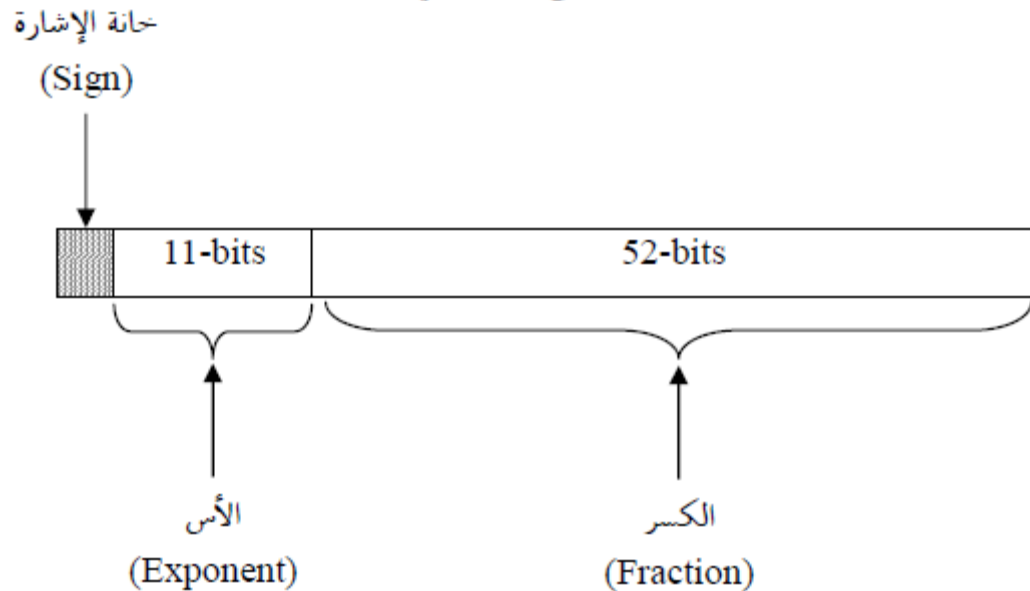 خانة الإشارة
(Sign)
11-bits
52-bits
الأس
(Exponent)
الكسر
(Fraction)